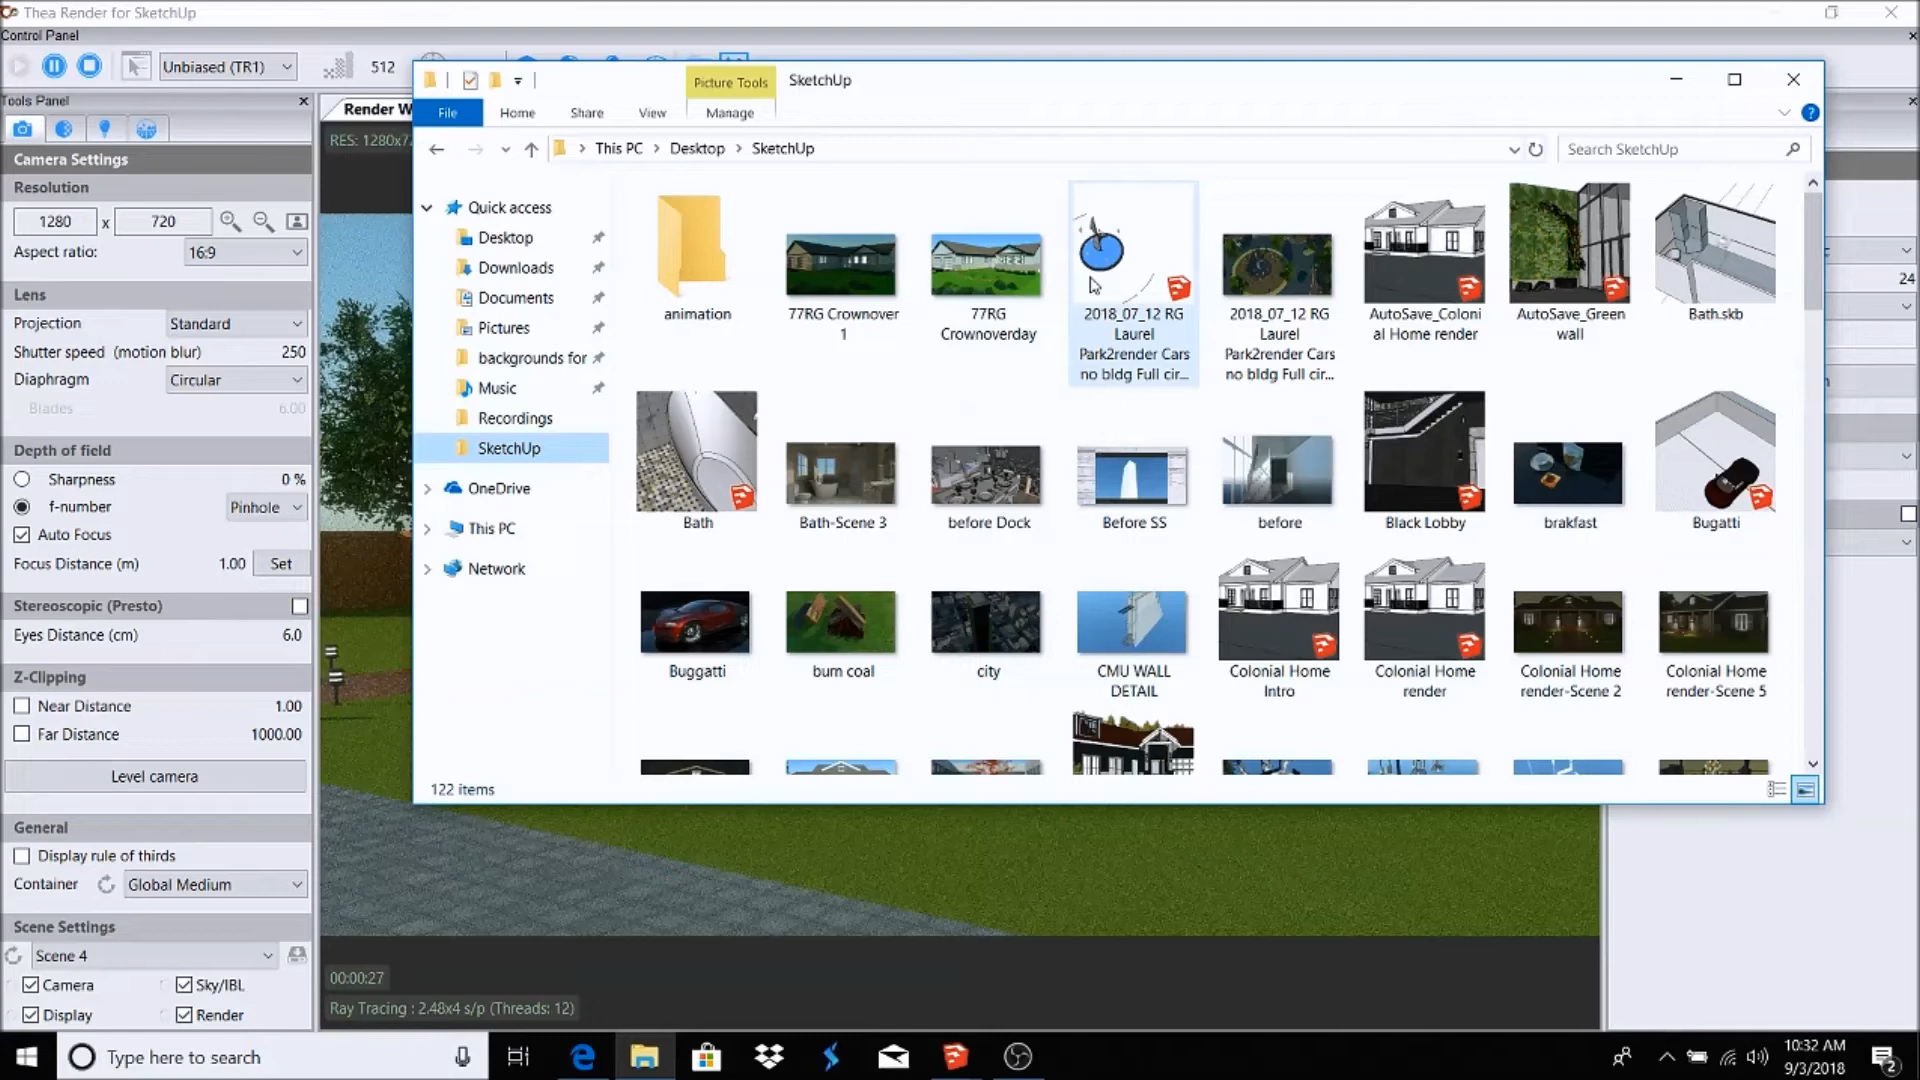 Thea Render for SketchUp
Control Panel
Unbiased (TR1)
512
Tools Panel
Camera Settings
Resolution
1280 x 720
Aspect ratio: 16:9
Lens
Projection Standard
Shutter speed (motion blur) 250
Diaphragm Circular
Blades 6.00
Depth of field
Sharpness 0 %
f-number Pinhole
Auto Focus
Focus Distance (m) 1.00 Set
Stereoscopic (Presto)
Eyes Distance (cm) 6.0
Z-Clipping
Near Distance 1.00
Far Distance 1000.00
Level camera
General
Display rule of thirds
Container Global Medium
Scene Settings
Scene 4
Camera Sky/IBL
Display Render
Render W
RES: 1280x7
00:00:27
Ray Tracing : 2.48x4 s/p (Threads: 12)
24
Picture Tools SketchUp
File Home Share View Manage
This PC > Desktop > SketchUp
Search SketchUp
Quick access
Desktop
Downloads
Documents
Pictures
backgrounds for
Music
Recordings
SketchUp
OneDrive
This PC
Network
animation
77RG Crownover
1
77RG
Crownoverday
2018_07_12 RG
Laurel
Park2render Cars
no bldg Full cir...
2018_07_12 RG
Laurel
Park2render Cars
no bldg Full cir...
AutoSave_Coloni
al Home render
AutoSave_Green
wall
Bath.skb
Bath
Bath-Scene 3
before Dock
Before SS
before
Black Lobby
brakfast
Bugatti
Buggatti
burn coal
city
CMU WALL
DETAIL
Colonial Home
Intro
Colonial Home
render
Colonial Home
render-Scene 2
Colonial Home
render-Scene 5
122 items
Type here to search
10:32 AM
9/3/2018
2